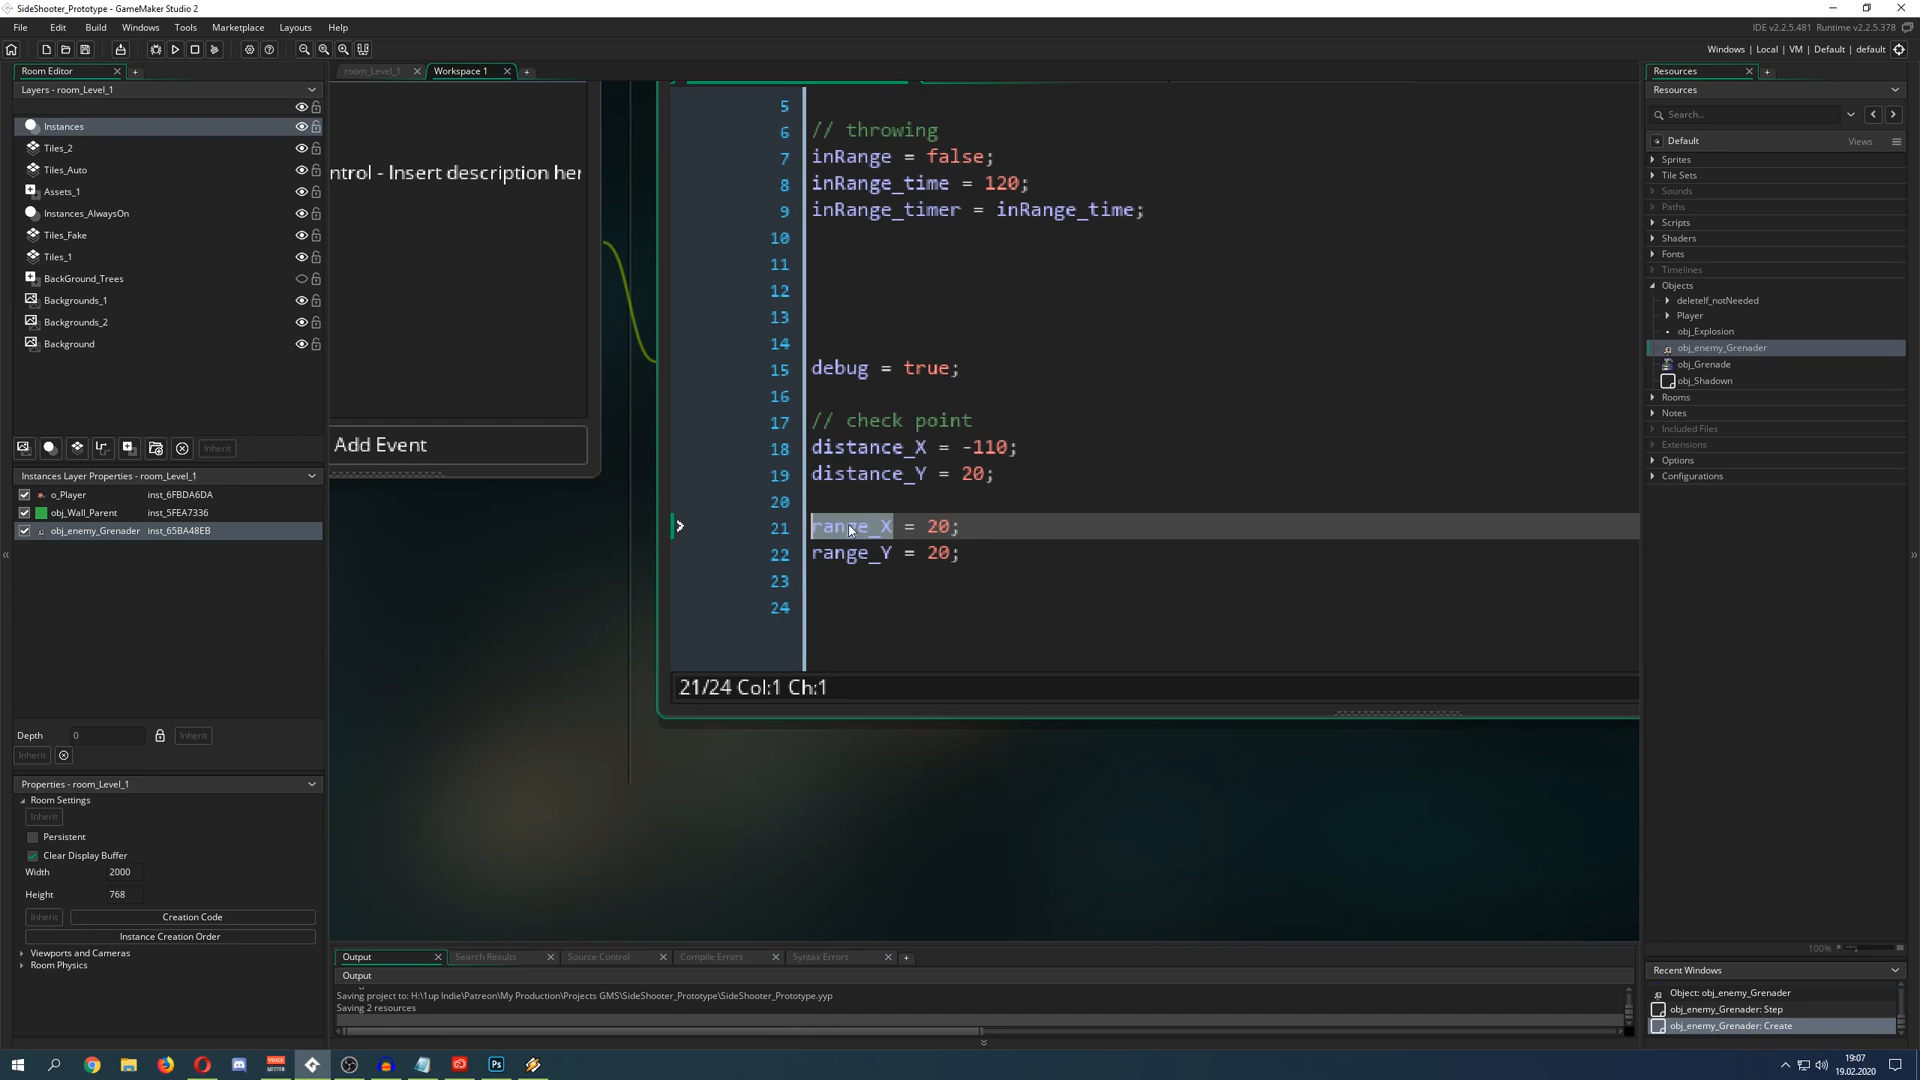 SideShooter_Prototype - GameMaker Studio 2
File Edit Build Windows Tools Marketplace Layouts Help
IDE v2.2.5.481 Runtime v2.2.5.378
Windows | Local | VM | Default | default
Room Editor
room_Level_1
Workspace 1
Resources
Layers - room_Level_1
Resources
Search...
Instances
Tiles_2
Tiles_Auto
Assets_1
Instances_AlwaysOn
Tiles_Fake
Tiles_1
BackGround_Trees
Backgrounds_1
Backgrounds_2
Background
Inherit
Instances Layer Properties - room_Level_1
o_Player inst_6FBDA6DA
obj_Wall_Parent inst_5FEA7336
obj_enemy_Grenader inst_65BA48EB
Depth 0 Inherit
Inherit
Properties - room_Level_1
Room Settings
Inherit
Persistent
Clear Display Buffer
Width 2000
Height 768
Inherit Creation Code
Instance Creation Order
Viewports and Cameras
Room Physics
ntrol - Insert description her
Add Event
5
6 // throwing
7 inRange = false;
8 inRange_time = 120;
9 inRange_timer = inRange_time;
10
11
12
13
14
15 debug = true;
16
17 // check point
18 distance_X = -110;
19 distance_Y = 20;
20
21 range_X = 20;
22 range_Y = 20;
23
24
21/24 Col:1 Ch:1
Output
Search Results
Source Control
Compile Errors
Syntax Errors
Output
Saving project to: H:\1up Indie\Patreon\My Production\Projects GMS\SideShooter_Prototype\SideShooter_Prototype.yyp
Saving 2 resources
Default Views
Sprites
Tile Sets
Sounds
Paths
Scripts
Shaders
Fonts
Timelines
Objects
deleteIf_notNeeded
Player
obj_Explosion
obj_enemy_Grenader
obj_Grenade
obj_Shadown
Rooms
Notes
Included Files
Extensions
Options
Configurations
100%
Recent Windows
Object: obj_enemy_Grenader
obj_enemy_Grenader: Step
obj_enemy_Grenader: Create
Ps
19:07
19.02.2020